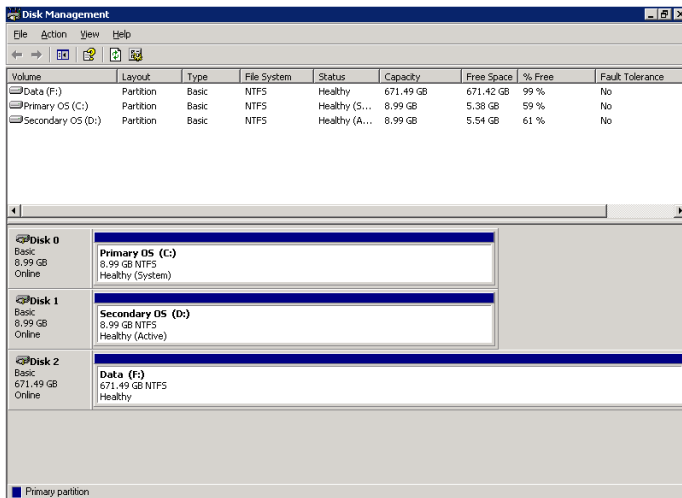 Disk Management
File Action View Help
Volume Layout Type File System Status Capacity Free Space % Free Fault Tolerance
Data (F:) Partition Basic NTFS Healthy 671.49 GB 671.42 GB 99 % No
Primary OS (C:) Partition Basic NTFS Healthy (S... 8.99 GB 5.38 GB 59 % No
Secondary OS (D:) Partition Basic NTFS Healthy (A... 8.99 GB 5.54 GB 61 % No
Disk 0
Basic
8.99 GB
Online
Primary OS (C:)
8.99 GB NTFS
Healthy (System)
Disk 1
Basic
8.99 GB
Online
Secondary OS (D:)
8.99 GB NTFS
Healthy (Active)
Disk 2
Basic
671.49 GB
Online
Data (F:)
671.49 GB NTFS
Healthy
Primary partition